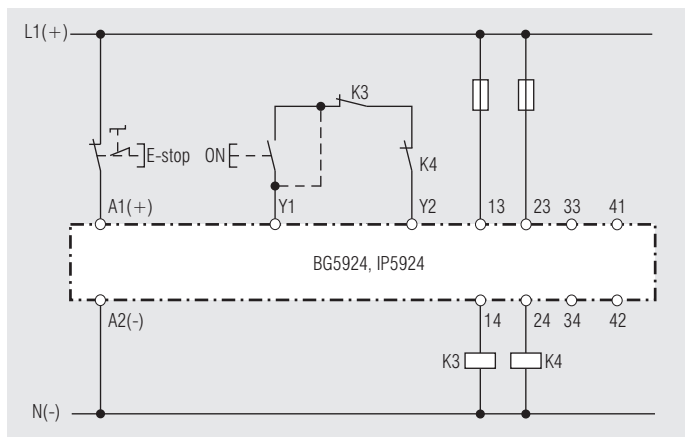 L1(+)
K3
E-stop
ON
K4
A1(+)
Y1
Y2
13
23
33
41
BG5924, IP5924
A2(-)
14
24
34
42
K3
K4
N(-)